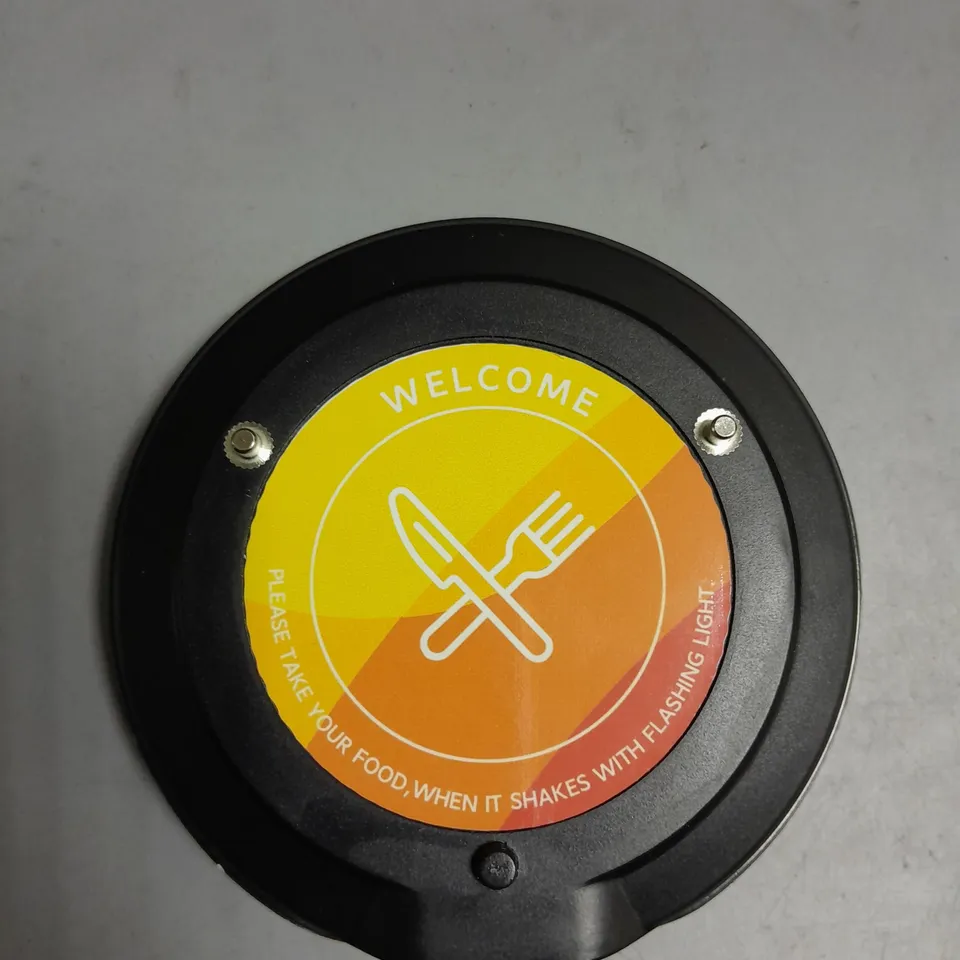 WELCOME
PLEASE TAKE YOUR FOOD,WHEN IT SHAKES WITH FLASHING LIGHT.